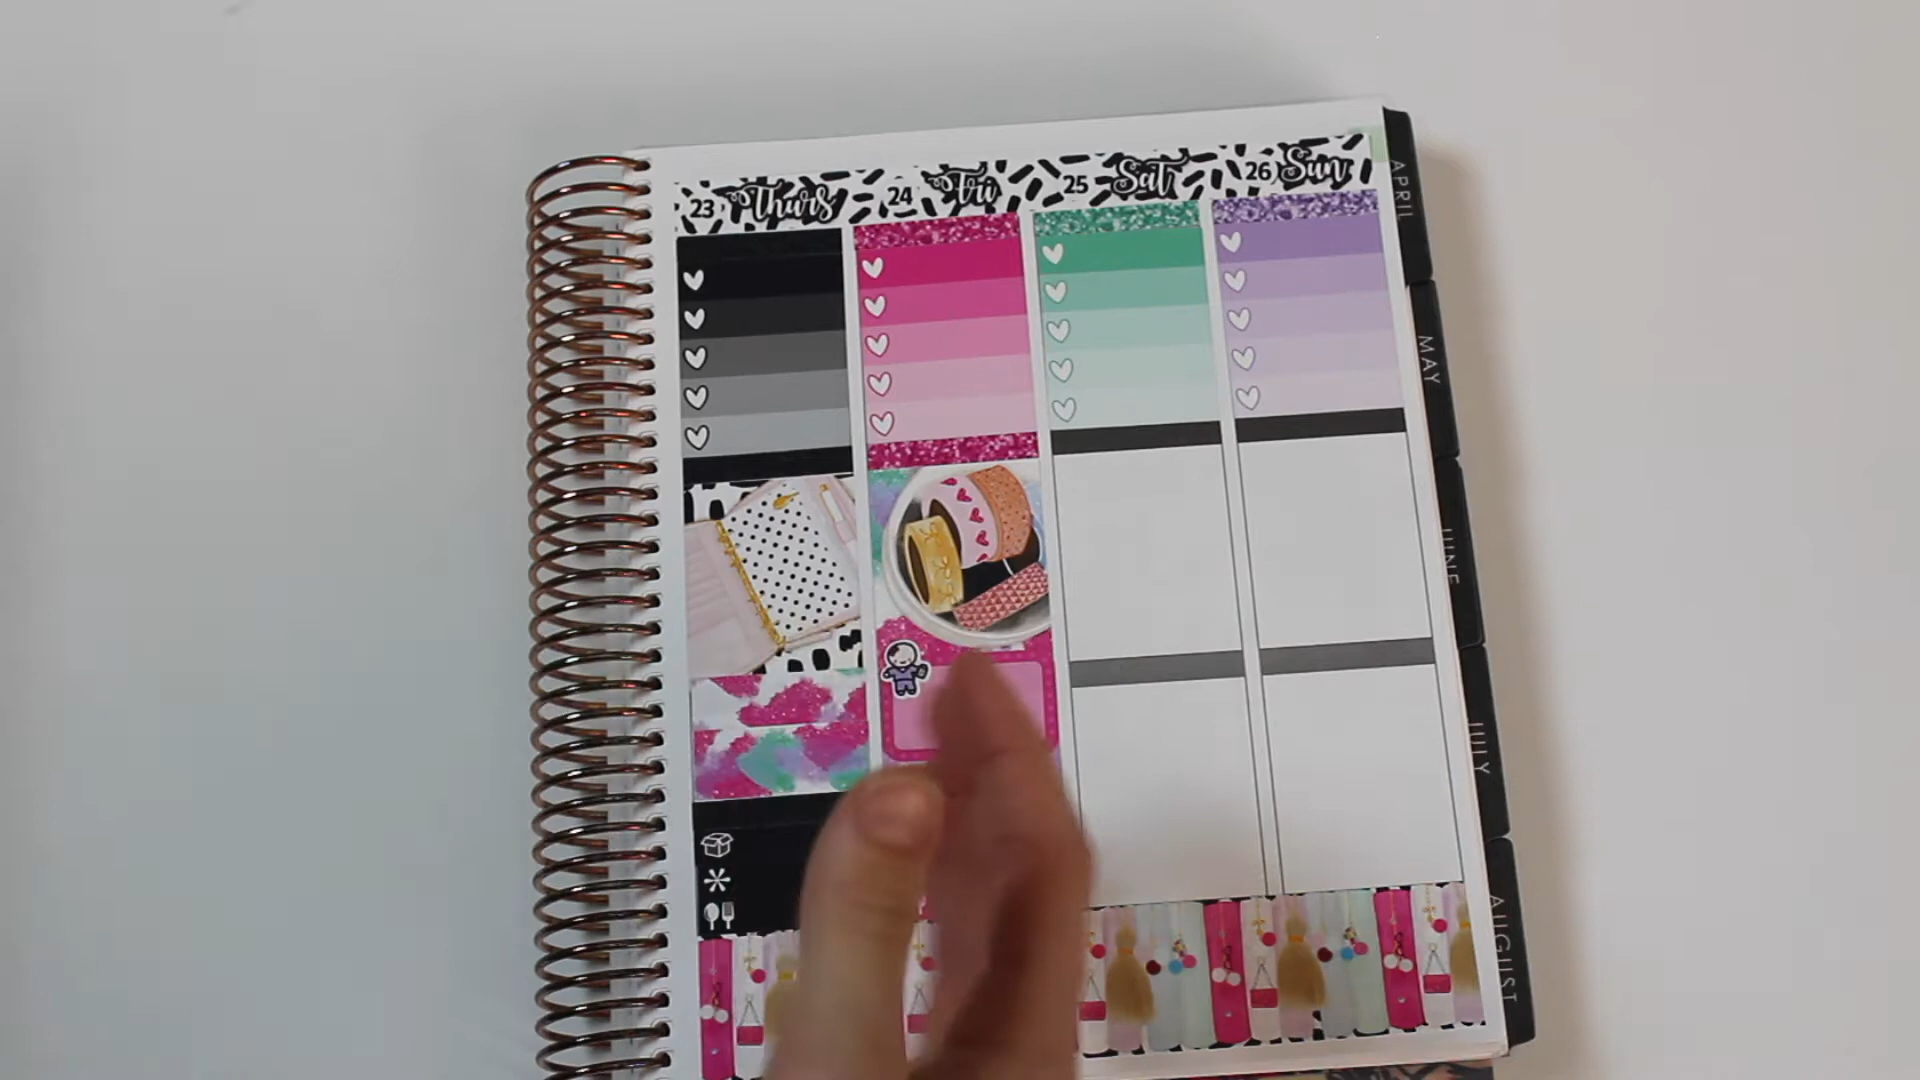 23 Thurs 24 Fri 25 Sat 26 Sun
APRIL
MAY
JUNE
JULY
AUGUST